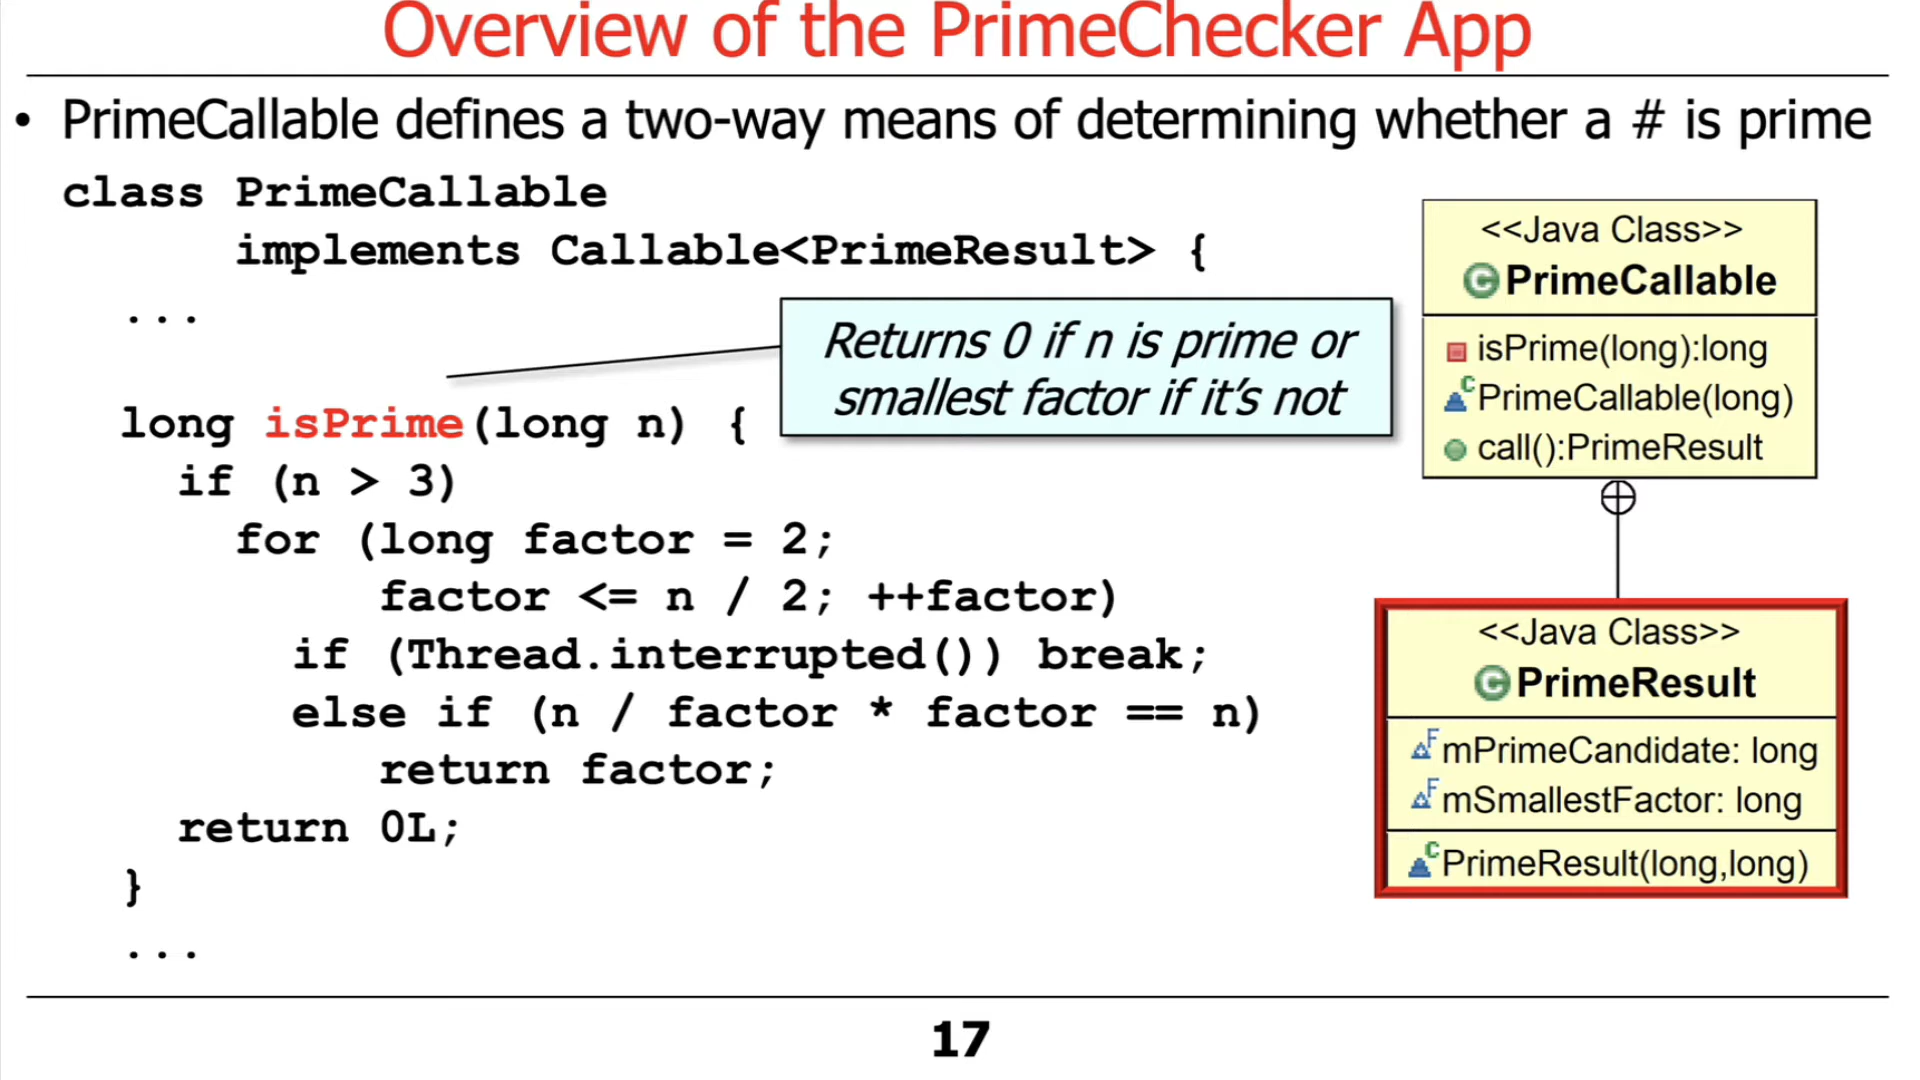 Overview of the PrimeChecker App
• PrimeCallable defines a two-way means of determining whether a # is prime
class PrimeCallable
implements Callable<PrimeResult> {
...
Returns 0 if n is prime or
smallest factor if it’s not
long isPrime(long n) {
if (n > 3)
for (long factor = 2;
factor <= n / 2; ++factor)
if (Thread.interrupted()) break;
else if (n / factor * factor == n)
return factor;
return 0L;
}
...
<<Java Class>>
C PrimeCallable
isPrime(long):long
C PrimeCallable(long)
call():PrimeResult
<<Java Class>>
C PrimeResult
F mPrimeCandidate: long
F mSmallestFactor: long
C PrimeResult(long,long)
17